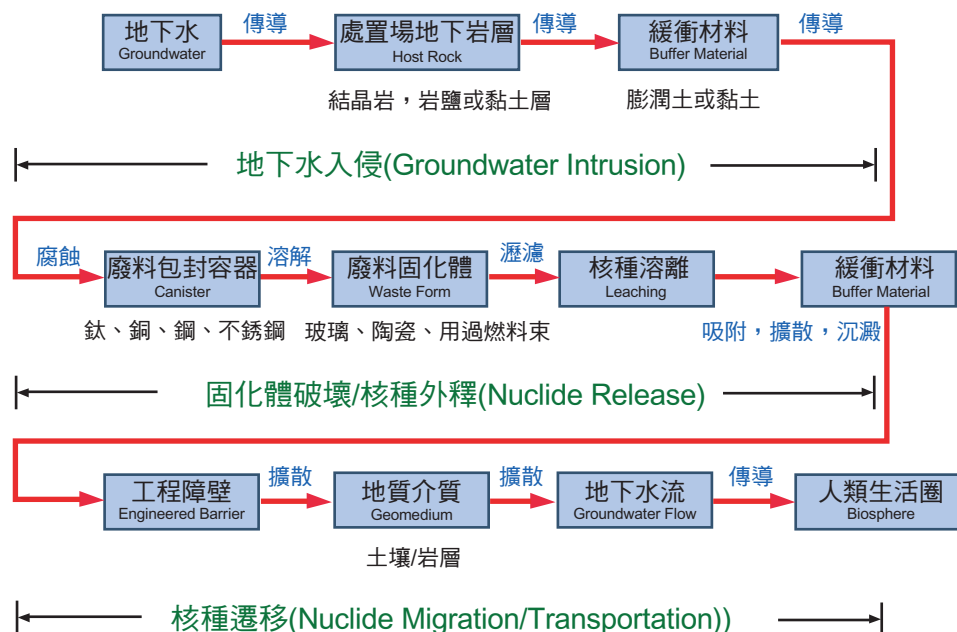 傳導
傳導
傳導
地下水
Groundwater
處置場地下岩層
Host Rock
緩衝材料
Buffer Material
結晶岩，岩鹽或黏土層
膨潤土或黏土
地下水入侵(Groundwater Intrusion)
腐蝕
溶解
瀝濾
廢料包封容器
Canister
廢料固化體
Waste Form
核種溶離
Leaching
緩衝材料
Buffer Material
鈦、銅、鋼、不銹鋼
玻璃、陶瓷、用過燃料束
吸附，擴散，沉澱
固化體破壞/核種外釋(Nuclide Release)
擴散
擴散
傳導
工程障壁
Engineered Barrier
地質介質
Geomedium
地下水流
Groundwater Flow
人類生活圈
Biosphere
土壤/岩層
核種遷移(Nuclide Migration/Transportation))